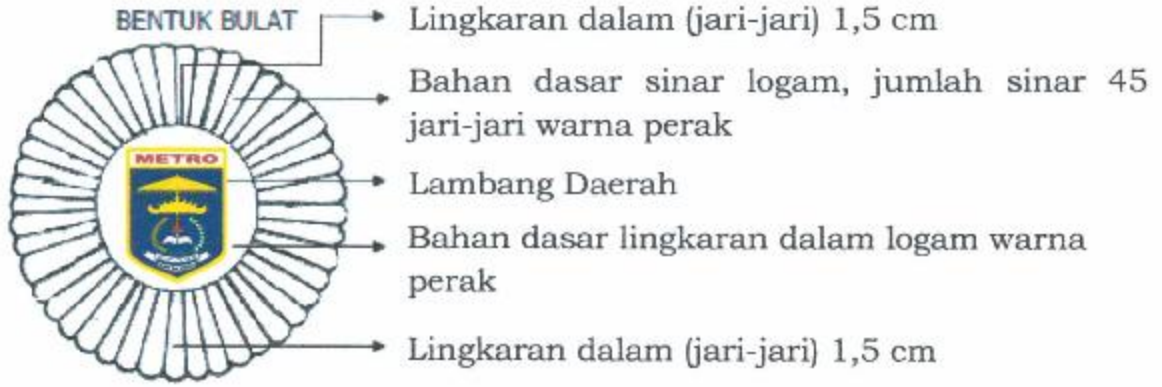 BENTUK BULAT
Lingkaran dalam (jari-jari) 1,5 cm
Bahan dasar sinar logam, jumlah sinar 45
jari-jari warna perak
METRO
Lambang Daerah
Bahan dasar lingkaran dalam logam warna
perak
Lingkaran dalam (jari-jari) 1,5 cm